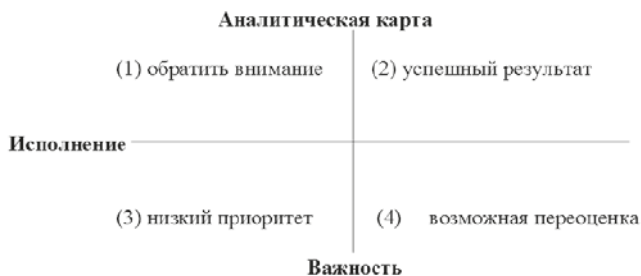 Аналитическая карта
(1) обратить внимание (2) успешный результат
Исполнение
(3) низкий приоритет (4) возможная переоценка
Важность